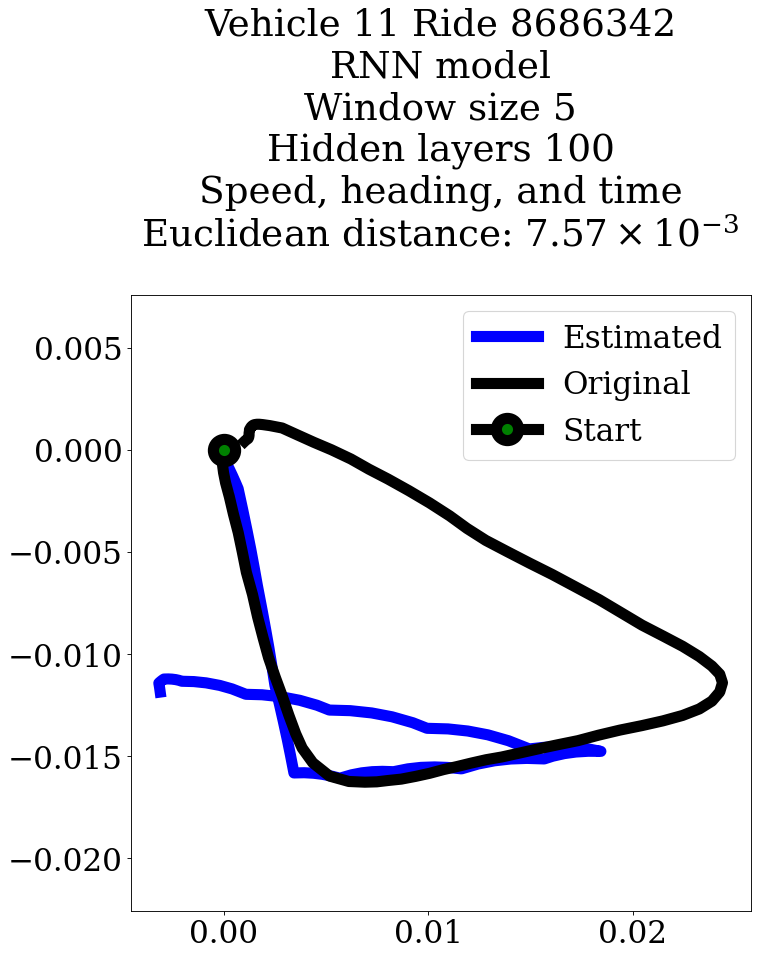 Vehicle 11 Ride 8686342
RNN model
Window size 5
Hidden layers 100
Speed, heading, and time
Euclidean distance: 7.57 × 10⁻³
Estimated
Original
Start
0.005
0.000
−0.005
−0.010
−0.015
−0.020
0.00 0.01 0.02